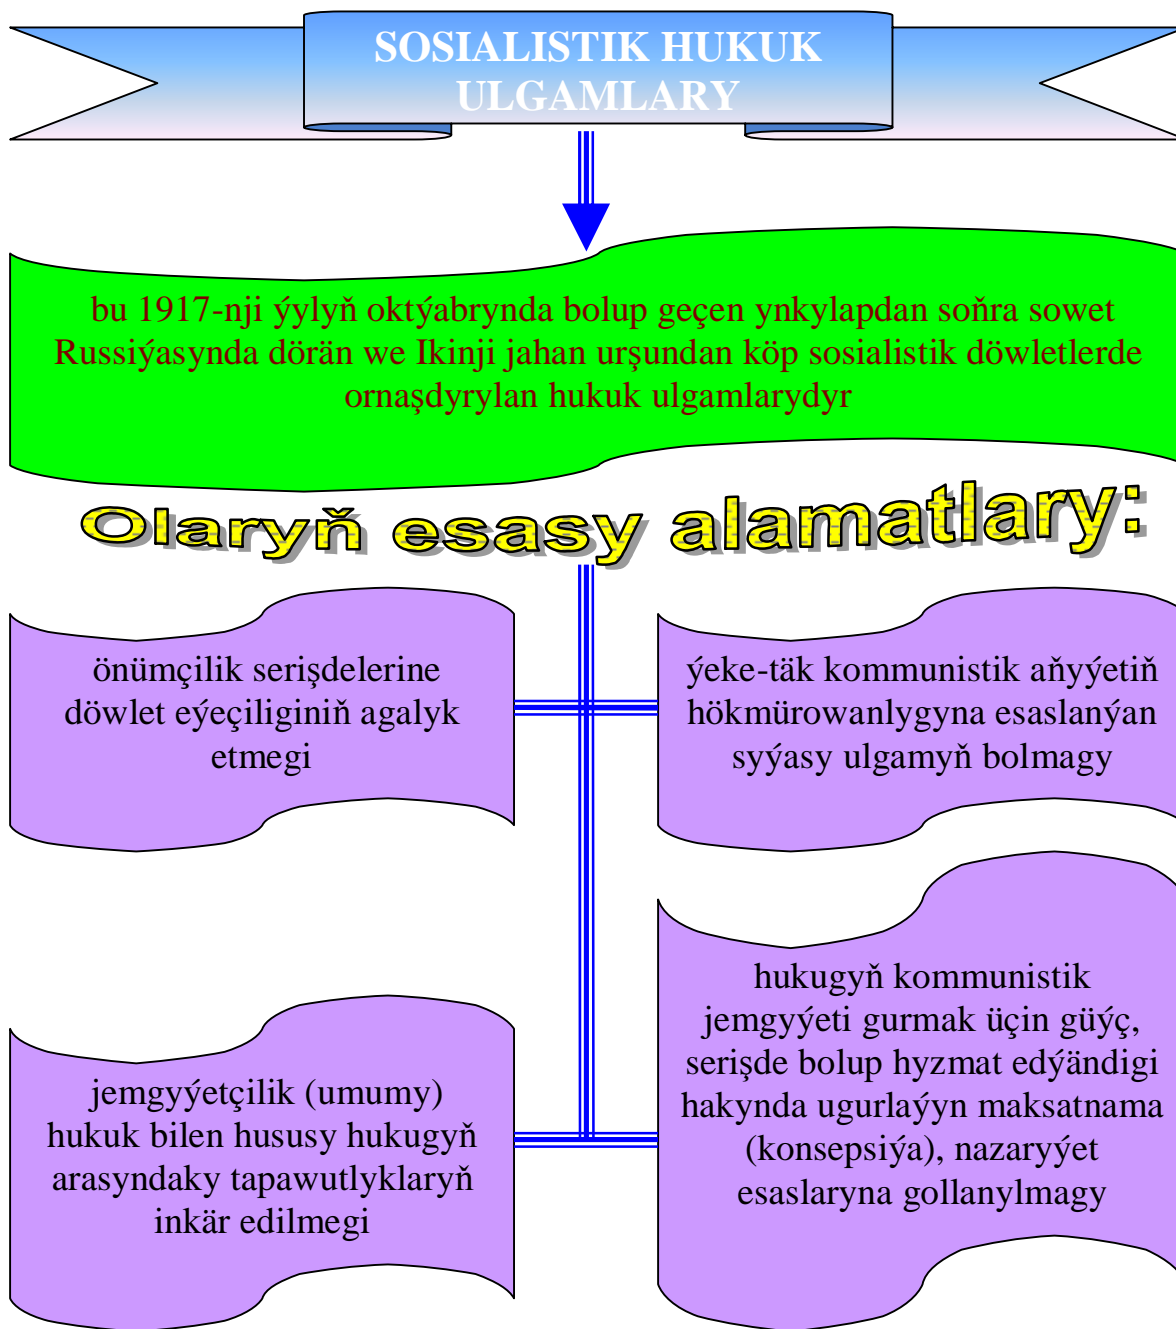 SOSIALISTIK HUKUK
ULGAMLARY
bu 1917-nji ýylyň oktýabrynda bolup geçen ynkylapdan soňra sowet
Russiýasynda dörän we Ikinji jahan urşundan köp sosialistik döwletlerde
ornaşdyrylan hukuk ulgamlarydyr
Olaryň esasy alamatlary:
önümçilik serişdelerine
döwlet eýeçiliginiň agalyk
etmegi
ýeke-täk kommunistik aňyýetiň
hökmürowanlygyna esaslanýan
syýasy ulgamyň bolmagy
jemgyýetçilik (umumy)
hukuk bilen hususy hukugyň
arasyndaky tapawutlyklaryň
inkär edilmegi
hukugyň kommunistik
jemgyýeti gurmak üçin güýç,
serişde bolup hyzmat edýändigi
hakynda ugurlaýyn maksatnama
(konsepsiýa), nazaryýet
esaslaryna gollanylmagy